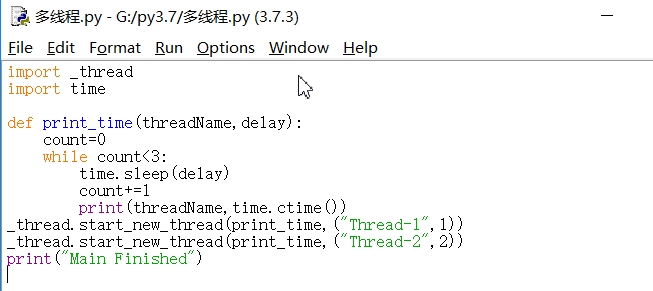 多线程.py - G:/py3.7/多线程.py (3.7.3)
File Edit Format Run Options Window Help
import _thread
import time

def print_time(threadName,delay):
    count=0
    while count<3:
        time.sleep(delay)
        count+=1
        print(threadName,time.ctime())
_thread.start_new_thread(print_time,("Thread-1",1))
_thread.start_new_thread(print_time,("Thread-2",2))
print("Main Finished")